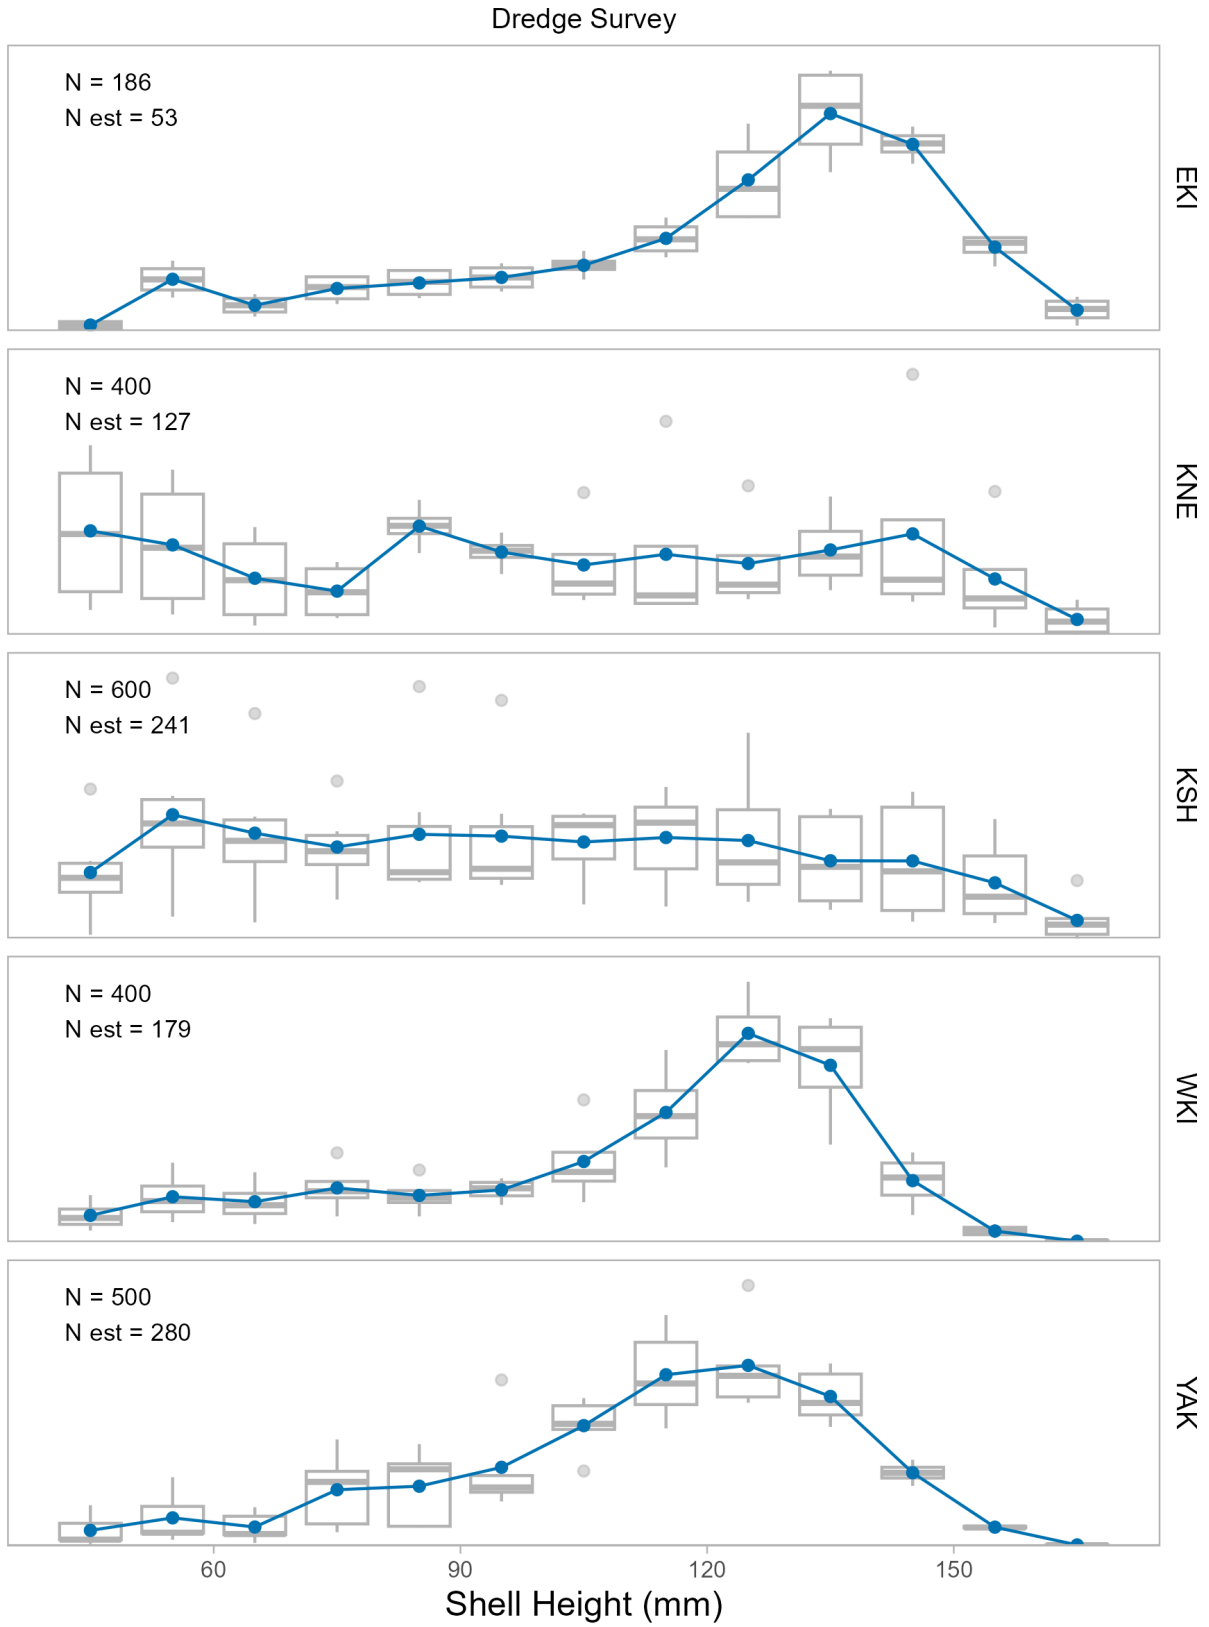 Dredge Survey
N = 186
N est = 53
EKI
N = 400
N est = 127
KNE
N = 600
N est = 241
KSH
N = 400
N est = 179
WKI
N = 500
N est = 280
YAK
60 90 120 150
Shell Height (mm)